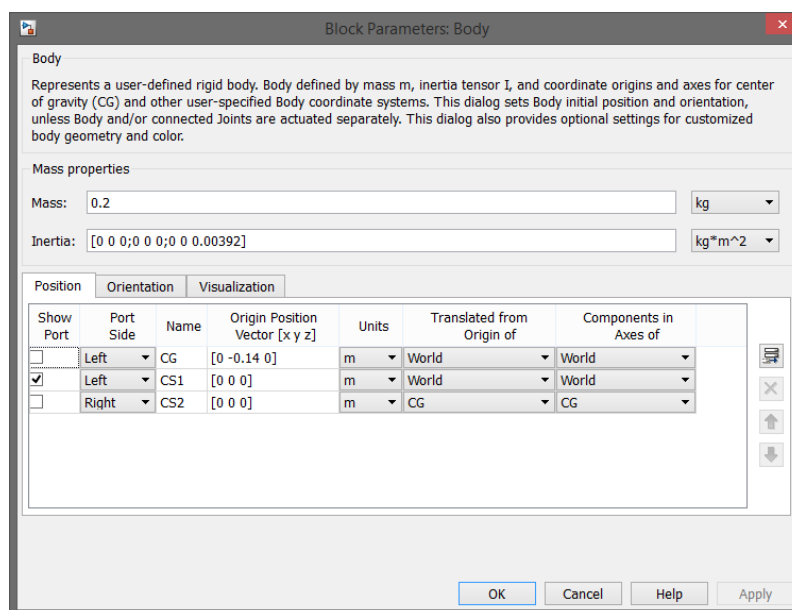 Block Parameters: Body
Body
Represents a user-defined rigid body. Body defined by mass m, inertia tensor I, and coordinate origins and axes for center
of gravity (CG) and other user-specified Body coordinate systems. This dialog sets Body initial position and orientation,
unless Body and/or connected Joints are actuated separately. This dialog also provides optional settings for customized
body geometry and color.
Mass properties
Mass: 0.2 kg
Inertia: [0 0 0;0 0 0;0 0 0.00392] kg*m^2
Position Orientation Visualization
Show Port Port Side Name Origin Position Vector [x y z] Units Translated from Origin of Components in Axes of
Left CG [0 -0.14 0] m World World
Left CS1 [0 0 0] m World World
Right CS2 [0 0 0] m CG CG
OK Cancel Help Apply